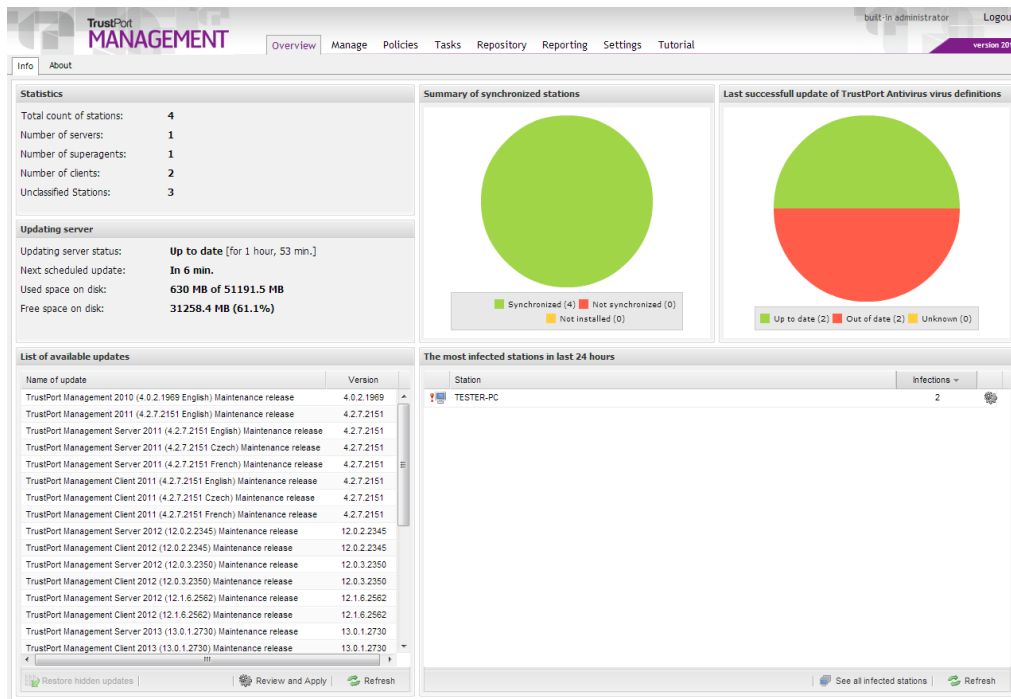 TrustPort
MANAGEMENT
built-in administrator
Overview Manage Policies Tasks Repository Reporting Settings Tutorial
Info About
Statistics
Total count of stations: 4
Number of servers: 1
Number of superagents: 1
Number of clients: 2
Unclassified Stations: 3
Updating server
Updating server status: Up to date [for 1 hour, 53 min.]
Next scheduled update: In 6 min.
Used space on disk: 630 MB of 51191.5 MB
Free space on disk: 31258.4 MB (61.1%)
Summary of synchronized stations
Synchronized (4) Not synchronized (0)
Not installed (0)
Last successfull update of TrustPort Antivirus virus definitions
Up to date (2) Out of date (2) Unknown (0)
List of available updates
Name of update Version
TrustPort Management 2010 (4.0.2.1969 English) Maintenance release 4.0.2.1969
TrustPort Management 2011 (4.2.7.2151 English) Maintenance release 4.2.7.2151
TrustPort Management Server 2011 (4.2.7.2151 English) Maintenance release 4.2.7.2151
TrustPort Management Server 2011 (4.2.7.2151 Czech) Maintenance release 4.2.7.2151
TrustPort Management Server 2011 (4.2.7.2151 French) Maintenance release 4.2.7.2151
TrustPort Management Client 2011 (4.2.7.2151 English) Maintenance release 4.2.7.2151
TrustPort Management Client 2011 (4.2.7.2151 Czech) Maintenance release 4.2.7.2151
TrustPort Management Client 2011 (4.2.7.2151 French) Maintenance release 4.2.7.2151
TrustPort Management Server 2012 (12.0.2.2345) Maintenance release 12.0.2.2345
TrustPort Management Client 2012 (12.0.2.2345) Maintenance release 12.0.2.2345
TrustPort Management Server 2012 (12.0.3.2350) Maintenance release 12.0.3.2350
TrustPort Management Client 2012 (12.0.3.2350) Maintenance release 12.0.3.2350
TrustPort Management Server 2012 (12.1.6.2562) Maintenance release 12.1.6.2562
TrustPort Management Client 2012 (12.1.6.2562) Maintenance release 12.1.6.2562
TrustPort Management Server 2013 (13.0.1.2730) Maintenance release 13.0.1.2730
TrustPort Management Client 2013 (13.0.1.2730) Maintenance release 13.0.1.2730
Restore hidden updates Review and Apply Refresh
The most infected stations in last 24 hours
Station Infections
TESTER-PC 2
See all infected stations Refresh